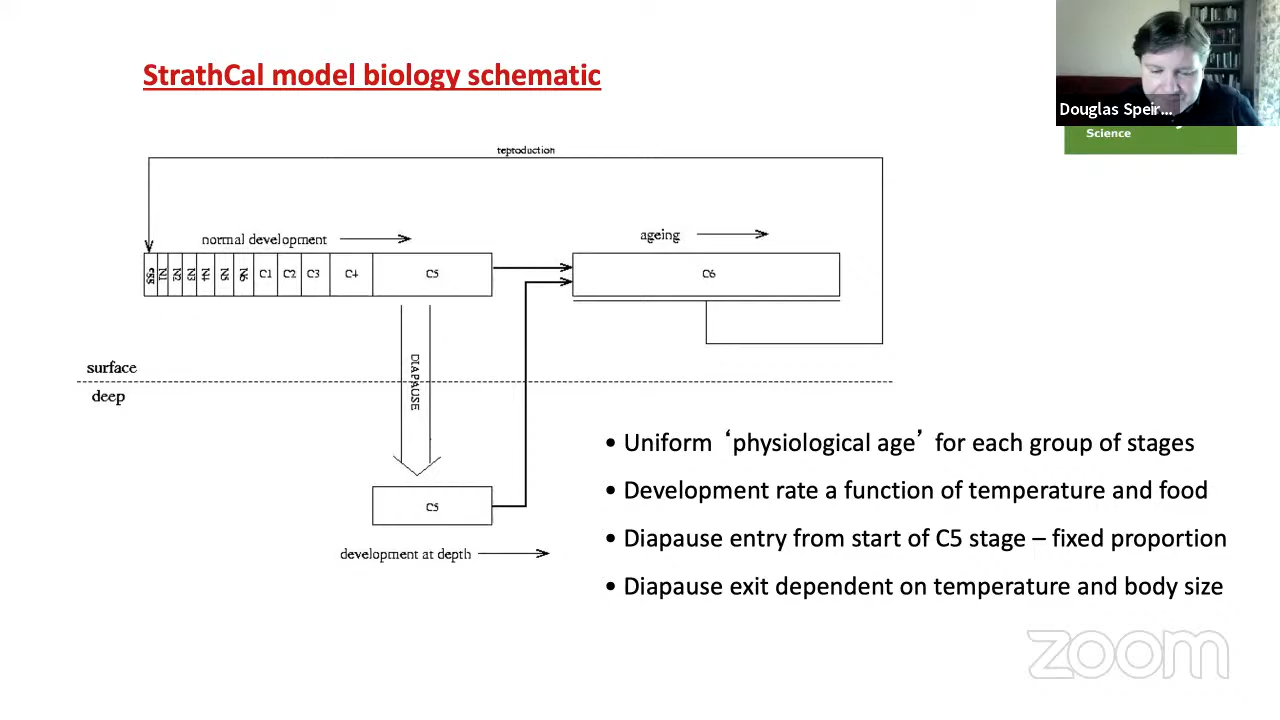 StrathCal model biology schematic
Douglas Speir...
Science
reproduction
normal development
ageing
egg N1 N2 N3 N4 N5 N6 C1 C2 C3 C4 C5
C6
DIAPAUSE
surface
deep
C5
development at depth
• Uniform ‘physiological age’ for each group of stages
• Development rate a function of temperature and food
• Diapause entry from start of C5 stage – fixed proportion
• Diapause exit dependent on temperature and body size
zoom